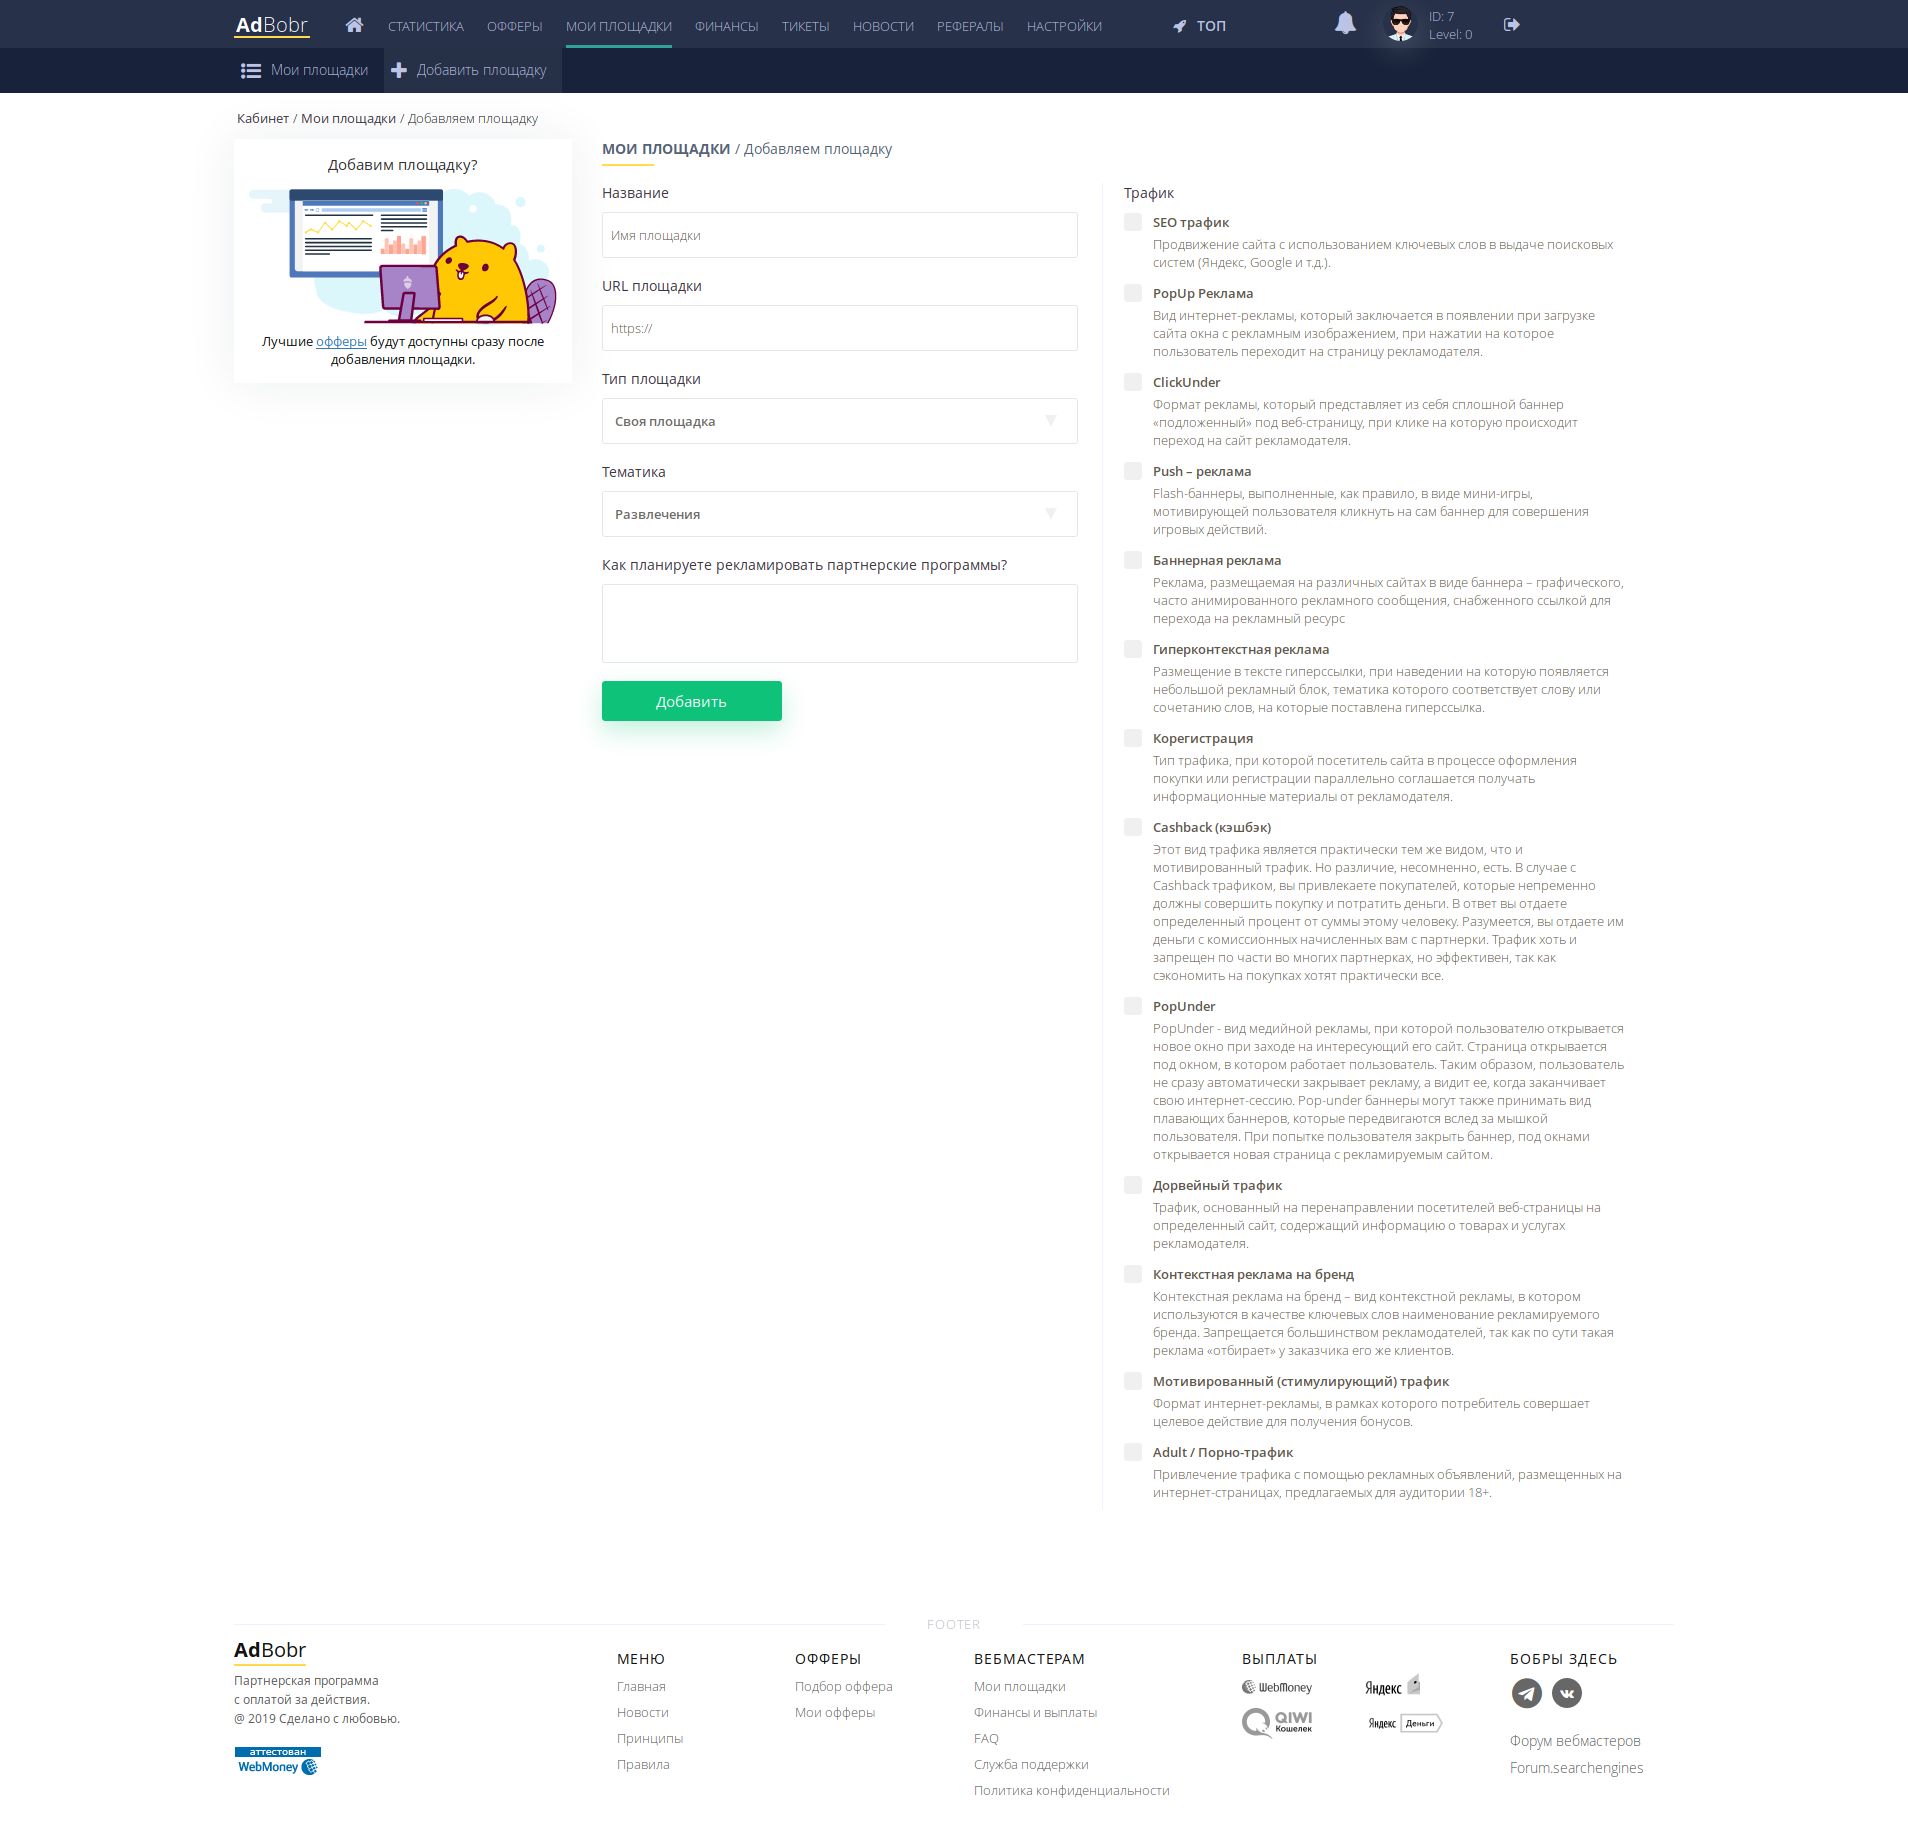 AdBobr
СТАТИСТИКА
ОФФЕРЫ
МОИ ПЛОЩАДКИ
ФИНАНСЫ
ТИКЕТЫ
НОВОСТИ
РЕФЕРАЛЫ
НАСТРОЙКИ
ТОП
ID: 7
Level: 0
Мои площадки
Добавить площадку
Кабинет / Мои площадки / Добавляем площадку
Добавим площадку?
Лучшие офферы будут доступны сразу после
добавления площадки.
МОИ ПЛОЩАДКИ / Добавляем площадку
Название
Имя площадки
URL площадки
https://
Тип площадки
Своя площадка
Тематика
Развлечения
Как планируете рекламировать партнерские программы?
Добавить
Трафик
SEO трафик
Продвижение сайта с использованием ключевых слов в выдаче поисковых
систем (Яндекс, Google и т.д.).
PopUp Реклама
Вид интернет-рекламы, который заключается в появлении при загрузке
сайта окна с рекламным изображением, при нажатии на которое
пользователь переходит на страницу рекламодателя.
ClickUnder
Формат рекламы, который представляет из себя сплошной баннер
«подложенный» под веб-страницу, при клике на которую происходит
переход на сайт рекламодателя.
Push – реклама
Flash-баннеры, выполненные, как правило, в виде мини-игры,
мотивирующей пользователя кликнуть на сам баннер для совершения
игровых действий.
Баннерная реклама
Реклама, размещаемая на различных сайтах в виде баннера – графического,
часто анимированного рекламного сообщения, снабженного ссылкой для
перехода на рекламный ресурс
Гиперконтекстная реклама
Размещение в тексте гиперссылки, при наведении на которую появляется
небольшой рекламный блок, тематика которого соответствует слову или
сочетанию слов, на которые поставлена гиперссылка.
Корегистрация
Тип трафика, при которой посетитель сайта в процессе оформления
покупки или регистрации параллельно соглашается получать
информационные материалы от рекламодателя.
Cashback (кэшбэк)
Этот вид трафика является практически тем же видом, что и
мотивированный трафик. Но различие, несомненно, есть. В случае с
Cashback трафиком, вы привлекаете покупателей, которые непременно
должны совершить покупку и потратить деньги. В ответ вы отдаете
определенный процент от суммы этому человеку. Разумеется, вы отдаете им
деньги с комиссионных начисленных вам с партнерки. Трафик хоть и
запрещен по части во многих партнерках, но эффективен, так как
сэкономить на покупках хотят практически все.
PopUnder
PopUnder - вид медийной рекламы, при которой пользователю открывается
новое окно при заходе на интересующий его сайт. Страница открывается
под окном, в котором работает пользователь. Таким образом, пользователь
не сразу автоматически закрывает рекламу, а видит ее, когда заканчивает
свою интернет-сессию. Pop-under баннеры могут также принимать вид
плавающих баннеров, которые передвигаются вслед за мышкой
пользователя. При попытке пользователя закрыть баннер, под окнами
открывается новая страница с рекламируемым сайтом.
Дорвейный трафик
Трафик, основанный на перенаправлении посетителей веб-страницы на
определенный сайт, содержащий информацию о товарах и услугах
рекламодателя.
Контекстная реклама на бренд
Контекстная реклама на бренд – вид контекстной рекламы, в котором
используются в качестве ключевых слов наименование рекламируемого
бренда. Запрещается большинством рекламодателей, так как по сути такая
реклама «отбирает» у заказчика его же клиентов.
Мотивированный (стимулирующий) трафик
Формат интернет-рекламы, в рамках которого потребитель совершает
целевое действие для получения бонусов.
Adult / Порно-трафик
Привлечение трафика с помощью рекламных объявлений, размещенных на
интернет-страницах, предлагаемых для аудитории 18+.
FOOTER
AdBobr
Партнерская программа
с оплатой за действия.
@ 2019 Сделано с любовью.
аттестован
WebMoney
МЕНЮ
Главная
Новости
Принципы
Правила
ОФФЕРЫ
Подбор оффера
Мои офферы
ВЕБМАСТЕРАМ
Мои площадки
Финансы и выплаты
FAQ
Служба поддержки
Политика конфиденциальности
ВЫПЛАТЫ
WebMoney
Яндекс
QIWI
Кошелек
Яндекс Деньги
БОБРЫ ЗДЕСЬ
Форум вебмастеров
Forum.searchengines